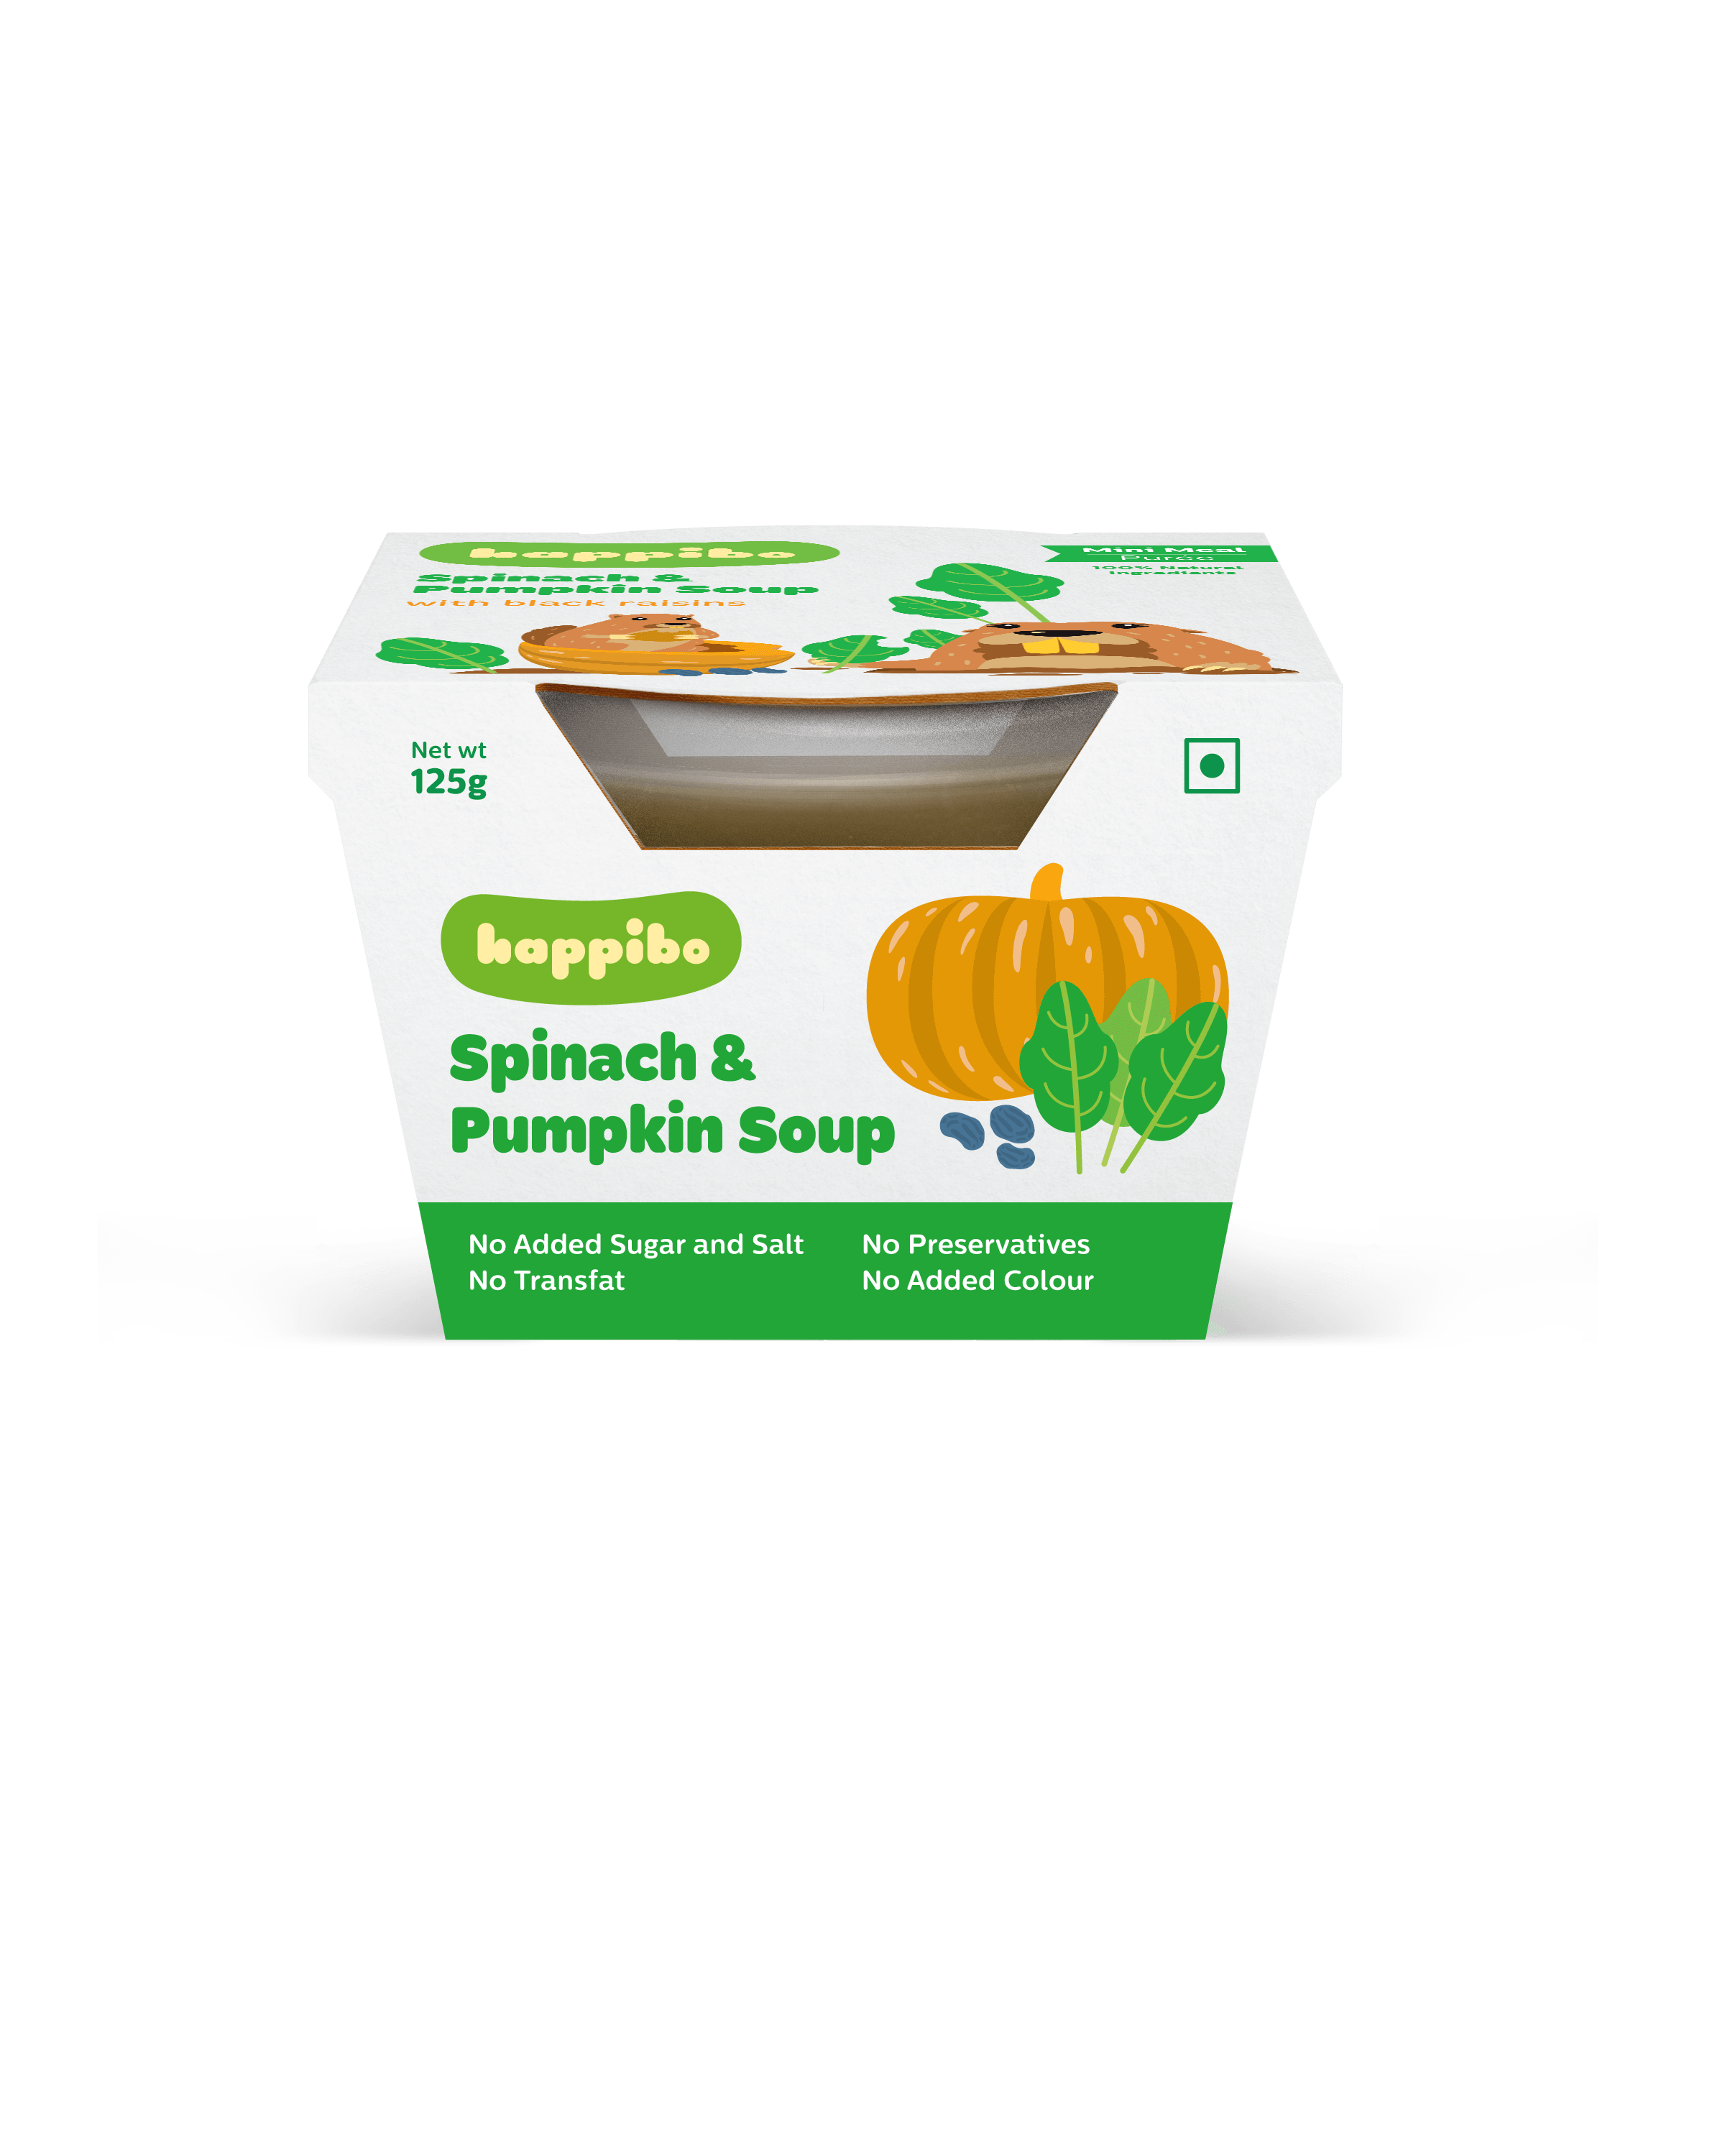 happibo
Spinach &
Pumpkin Soup
with black raisins
Mini Meal
Purée
100% Natural
Ingredients
Net wt
125g
happibo
Spinach &
Pumpkin Soup
No Added Sugar and Salt
No Transfat
No Preservatives
No Added Colour